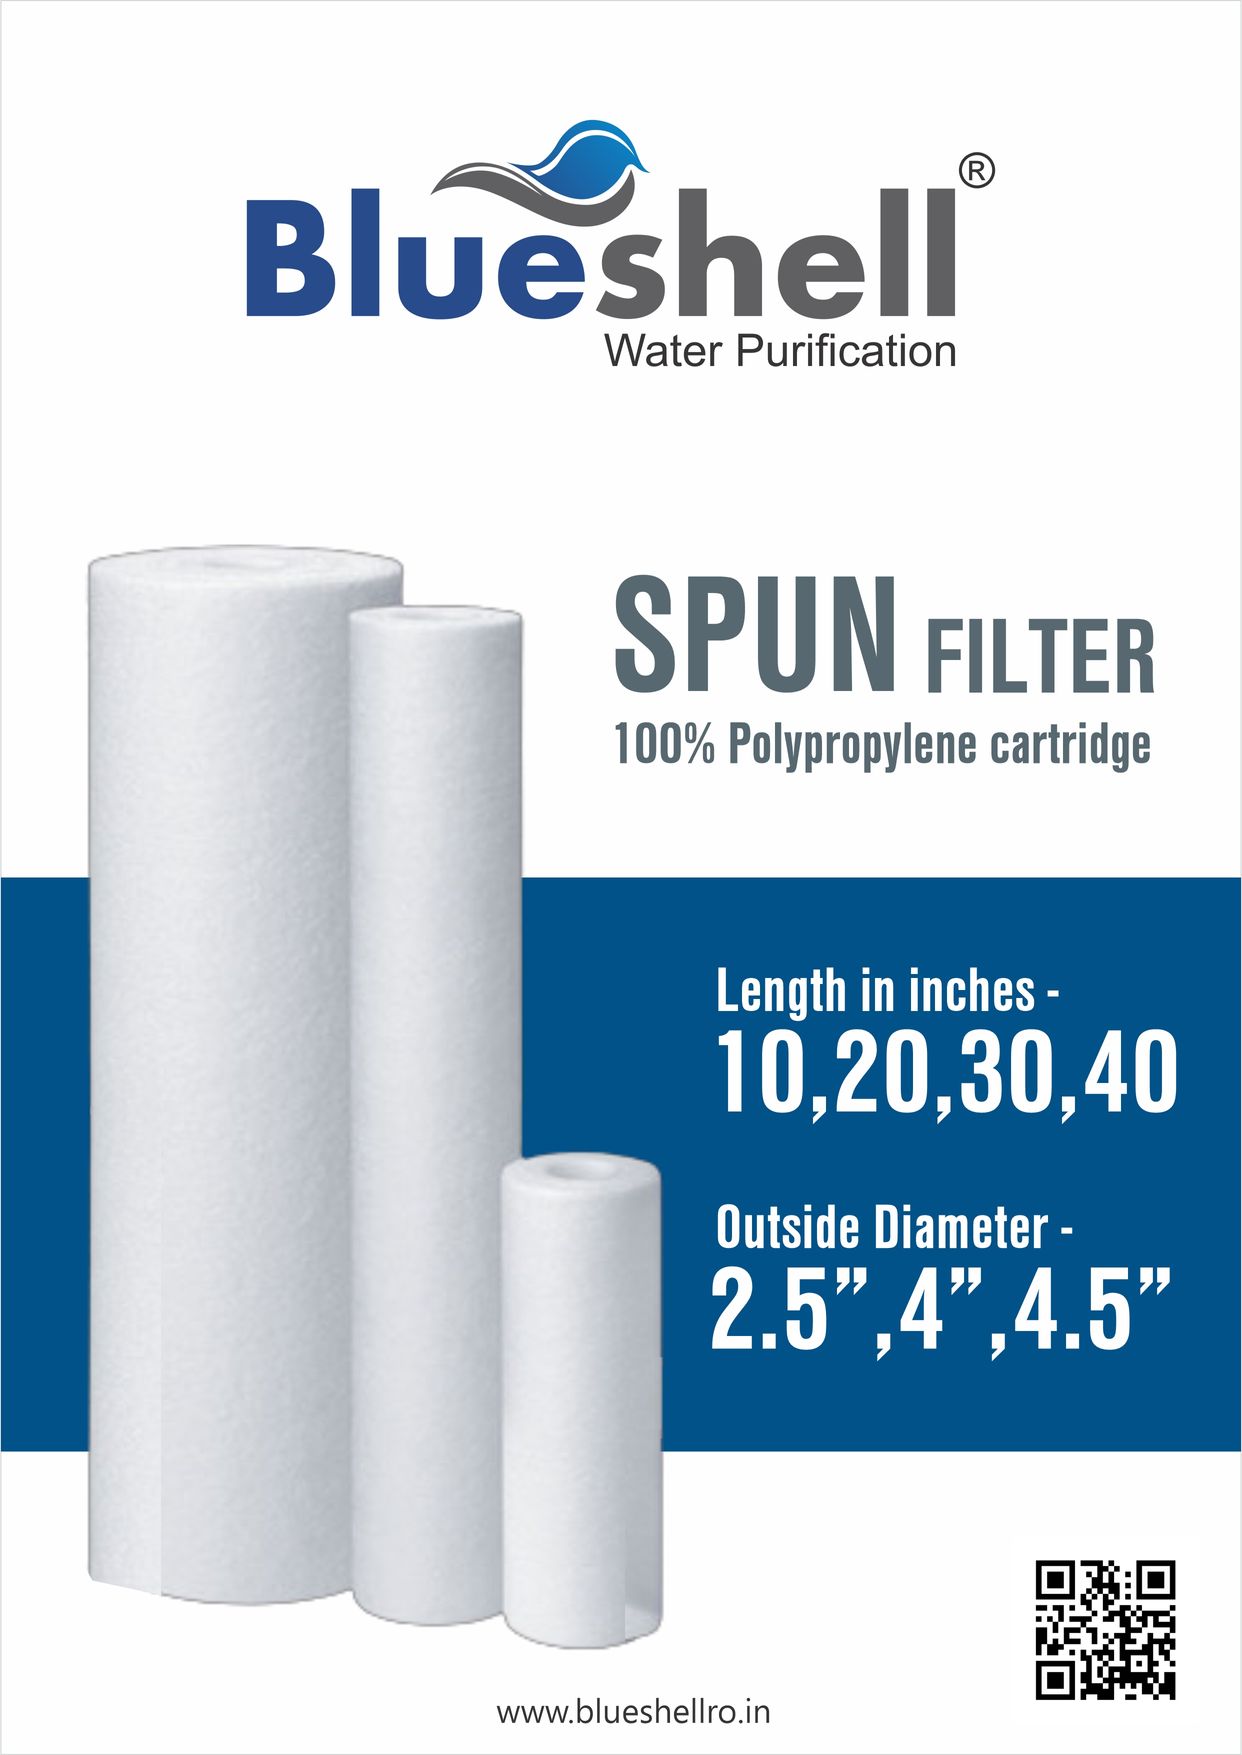 Blueshell®
Water Purification
SPUN FILTER
100% Polypropylene cartridge
Length in inches -
10,20,30,40
Outside Diameter -
2.5”,4”,4.5”
www.blueshellro.in